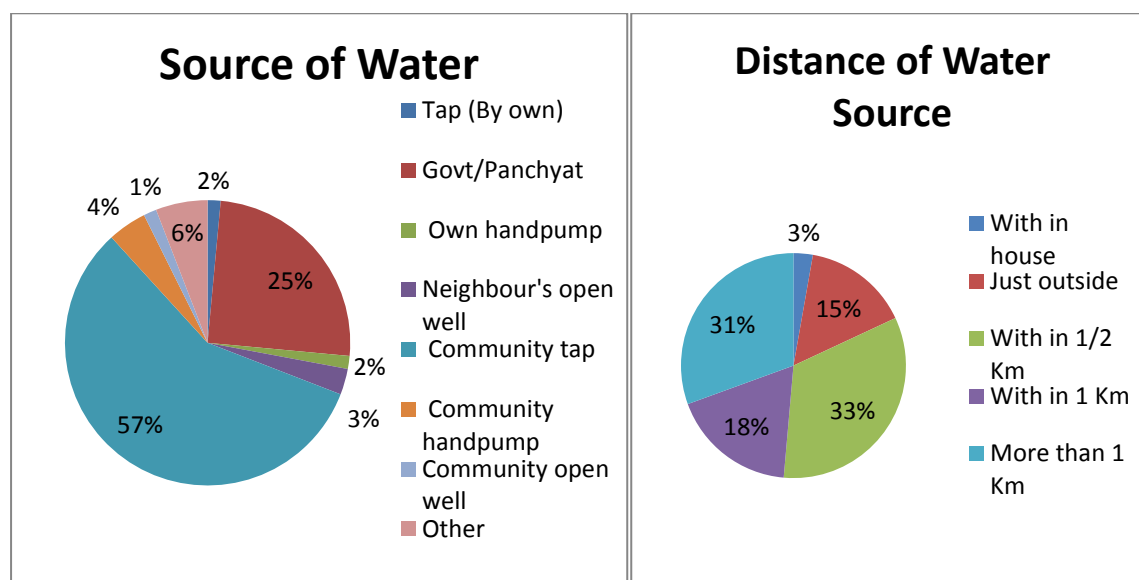 Source of Water
Tap (By own)
Govt/Panchyat
Own handpump
Neighbour's open
well
Community tap
Community
handpump
Community open
well
Other
2%
25%
2%
3%
57%
4%
1%
6%
Distance of Water
Source
With in
house
Just outside
With in 1/2
Km
With in 1 Km
More than 1
Km
3%
15%
33%
18%
31%